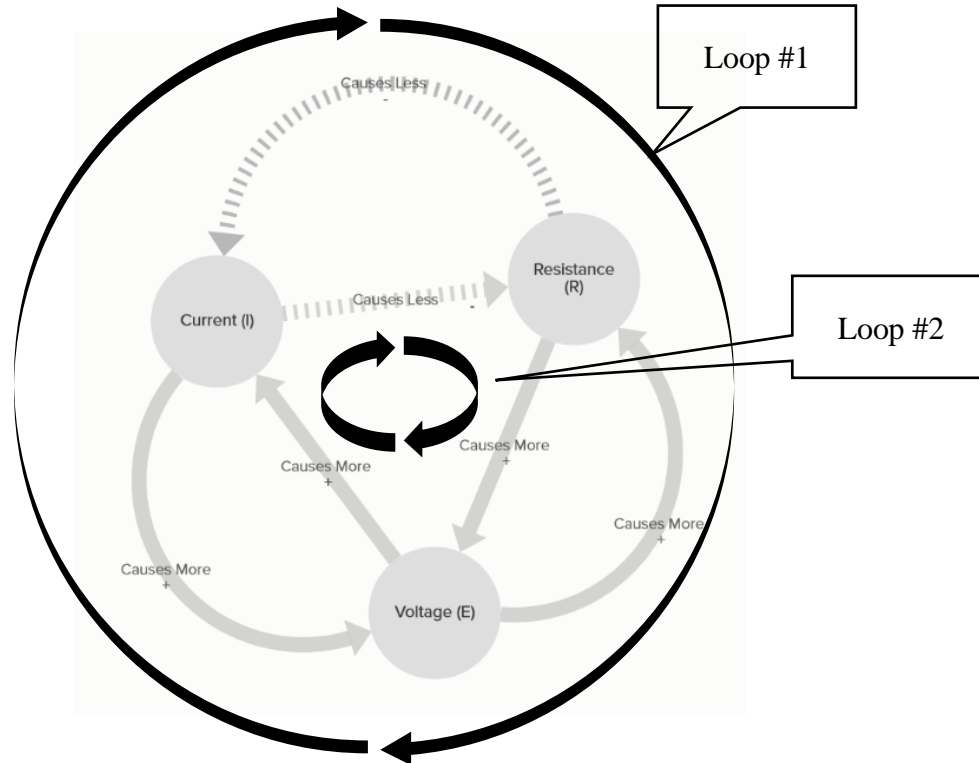 Loop #1
Causes Less
-
Resistance
(R)
Current (I)
Causes Less
-
Loop #2
Causes More
+
Causes More
+
Causes More
+
Causes More
+
Voltage (E)